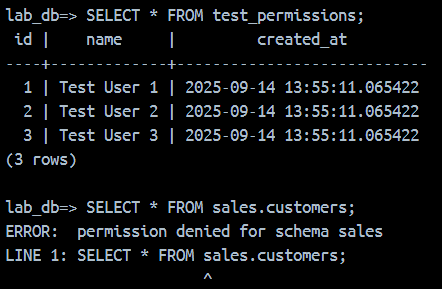 lab_db=> SELECT * FROM test_permissions;
 id |    name     |         created_at
----+-------------+----------------------------
  1 | Test User 1 | 2025-09-14 13:55:11.065422
  2 | Test User 2 | 2025-09-14 13:55:11.065422
  3 | Test User 3 | 2025-09-14 13:55:11.065422
(3 rows)

lab_db=> SELECT * FROM sales.customers;
ERROR:  permission denied for schema sales
LINE 1: SELECT * FROM sales.customers;
                      ^